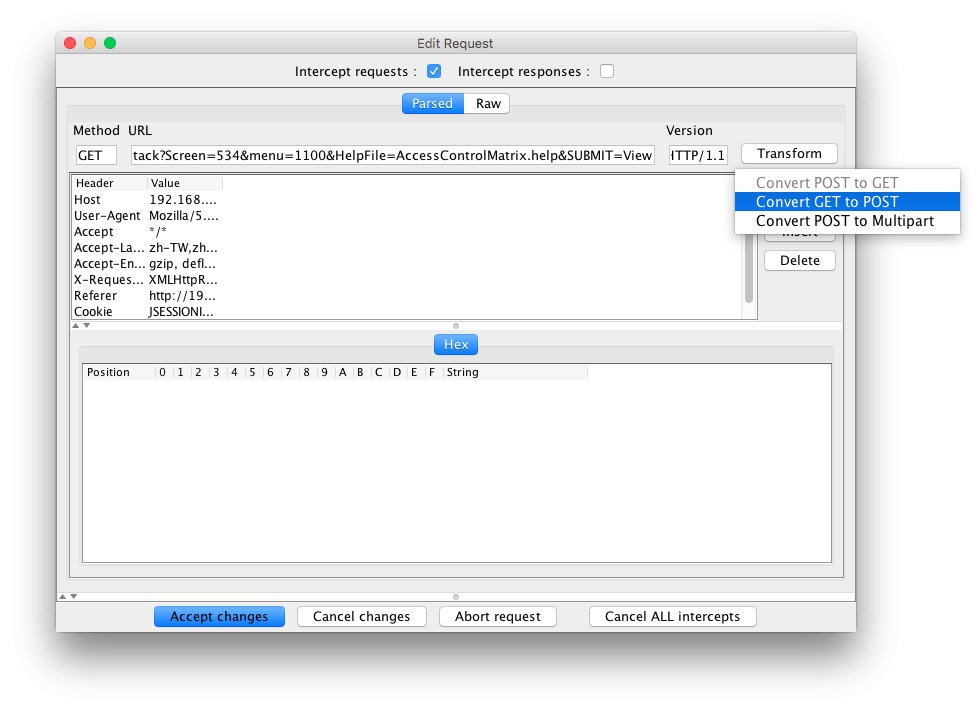 Edit Request
Intercept requests : Intercept responses :
Parsed Raw
Method URL Version
GET tack?Screen=534&menu=1100&HelpFile=AccessControlMatrix.help&SUBMIT=View HTTP/1.1 Transform
Convert POST to GET
Convert GET to POST
Convert POST to Multipart
Header Value
Host 192.168....
User-Agent Mozilla/5....
Accept */*
Accept-La... zh-TW,zh...
Accept-En... gzip, defl...
X-Reques... XMLHttpR...
Referer http://19...
Cookie JSESSIONI...
Insert
Delete
Hex
Position 0 1 2 3 4 5 6 7 8 9 A B C D E F String
Accept changes Cancel changes Abort request Cancel ALL intercepts